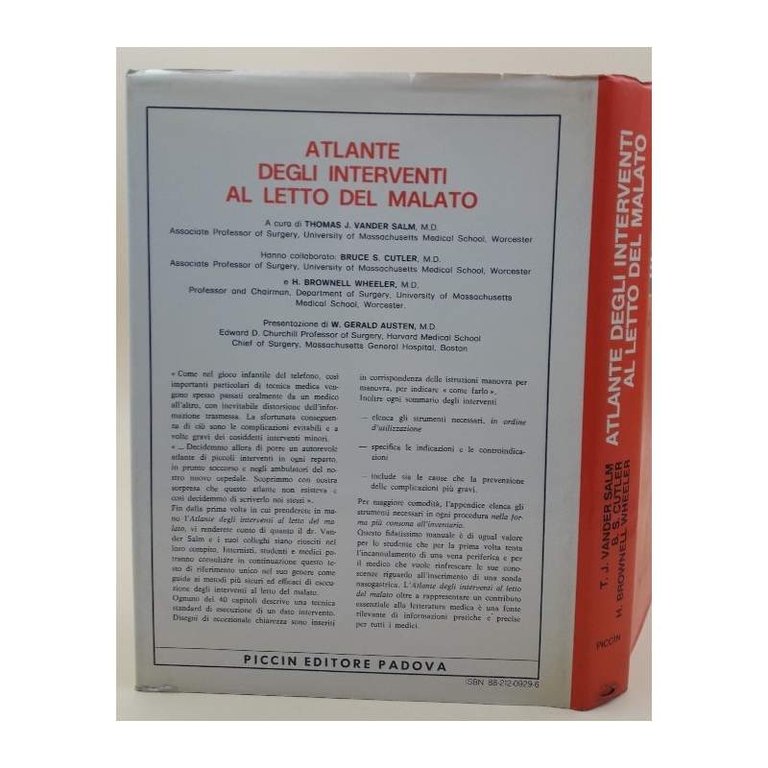 ATLANTE
DEGLI INTERVENTI
AL LETTO DEL MALATO
A cura di THOMAS J. VANDER SALM, M.D.
Associate Professor of Surgery, University of Massachusetts Medical School, Worcester
Hanno collaborato: BRUCE S. CUTLER, M.D.
Associate Professor of Surgery, University of Massachusetts Medical School, Worcester
e H. BROWNELL WHEELER, M.D.
Professor and Chairman, Department of Surgery, University of Massachusetts
Medical School, Worcester.
Presentazione di W. GERALD AUSTEN, M.D.
Edward D. Churchill Professor of Surgery, Harvard Medical School
Chief of Surgery, Massachusetts General Hospital, Boston
« Come nel gioco infantile del telefono, così
importanti particolari di tecnica medica ven-
gono spesso passati oralmente da un medico
all'altro, con inevitabile distorsione dell'infor-
mazione trasmessa. La sfortunata conseguen-
za di ciò sono le complicazioni evitabili e a
volte gravi dei cosiddetti interventi minori.
« ... Decidemmo allora di porre un autorevole
atlante di piccoli interventi in ogni reparto,
in pronto soccorso e negli ambulatori del no-
stro nuovo ospedale. Scoprimmo con nostra
sorpresa che questo atlante non esisteva e
così decidemmo di scriverlo noi stessi ».
Fin dalla prima volta in cui prenderete in ma-
no l'Atlante degli interventi al letto del ma-
lato, vi renderete conto di quanto il dr. Van-
der Salm e i suoi colleghi siano riusciti nel
loro compito. Internisti, studenti e medici po-
tranno consultare in continuazione questo te-
sto di riferimento unico nel suo genere come
guida ai metodi più sicuri ed efficaci di esecu-
zione degli interventi al letto del malato.
Ognuno dei 40 capitoli descrive una tecnica
standard di esecuzione di un dato intervento.
Disegni di eccezionale chiarezza sono inseriti
in corrispondenza delle istruzioni manovra per
manovra, per indicare « come farlo ».
Inoltre ogni sommario degli interventi
— elenca gli strumenti necessari, in ordine
d'utilizzazione
— specifica le indicazioni e le controindica-
zioni
— include sia le cause che la prevenzione
delle complicazioni più gravi.
Per maggiore comodità, l'appendice elenca gli
strumenti necessari in ogni procedura nella for-
ma più consona all'inventario.
Questo fidatissimo manuale è di ugual valore
per lo studente che per la prima volta tenta
l'incannulamento di una vena periferica e per
il medico che vuole rinfrescare le sue cono-
scenze riguardo all'inserimento di una sonda
nasogastrica. L'Atlante degli interventi al letto
del malato oltre a rappresentare un contributo
essenziale alla letteratura medica è una fonte
rilevante di informazioni pratiche e precise
per tutti i medici.
PICCIN EDITORE PADOVA
ISBN 88-212-0929-6
ATLANTE DEGLI INTERVENTI
AL LETTO DEL MALATO
T. J. VANDER SALM
B. S. CUTLER
H. BROWNELL WHEELER
PICCIN